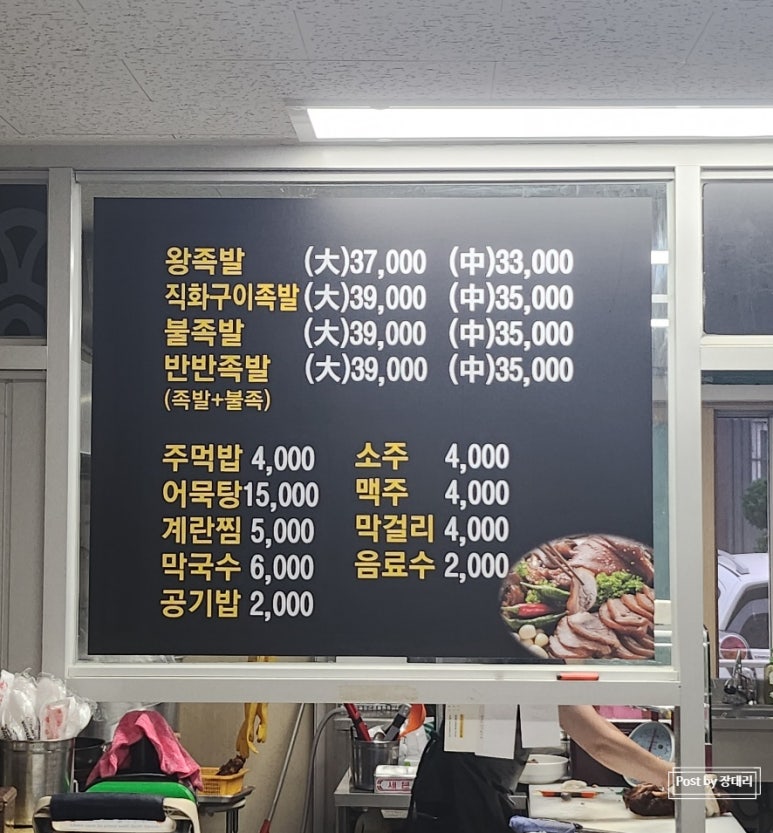 왕족발 (大)37,000 (中)33,000
직화구이족발 (大)39,000 (中)35,000
불족발 (大)39,000 (中)35,000
반반족발 (大)39,000 (中)35,000
(족발+불족)
주먹밥 4,000 소주 4,000
어묵탕 15,000 맥주 4,000
계란찜 5,000 막걸리 4,000
막국수 6,000 음료수 2,000
공기밥 2,000
Post by 장대리